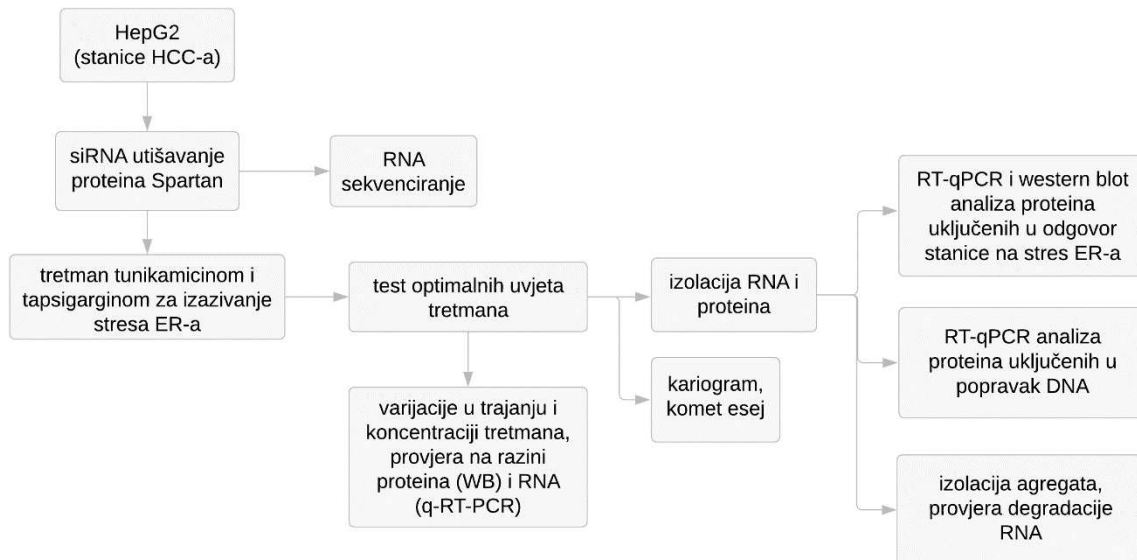 HepG2
(stanice HCC-a)
siRNA utišavanje
proteina Spartan
RNA
sekvenciranje
tretman tunikamicinom i
tapsigarginom za izazivanje
stresa ER-a
test optimalnih uvjeta
tretmana
varijacije u trajanju i
koncentraciji tretmana,
provjera na razini
proteina (WB) i RNA
(q-RT-PCR)
izolacija RNA i
proteina
kariogram,
komet esej
RT-qPCR i western blot
analiza proteina
uključenih u odgovor
stanice na stres ER-a
RT-qPCR analiza
proteina uključenih u
popravak DNA
izolacija agregata,
provjera degradacije
RNA